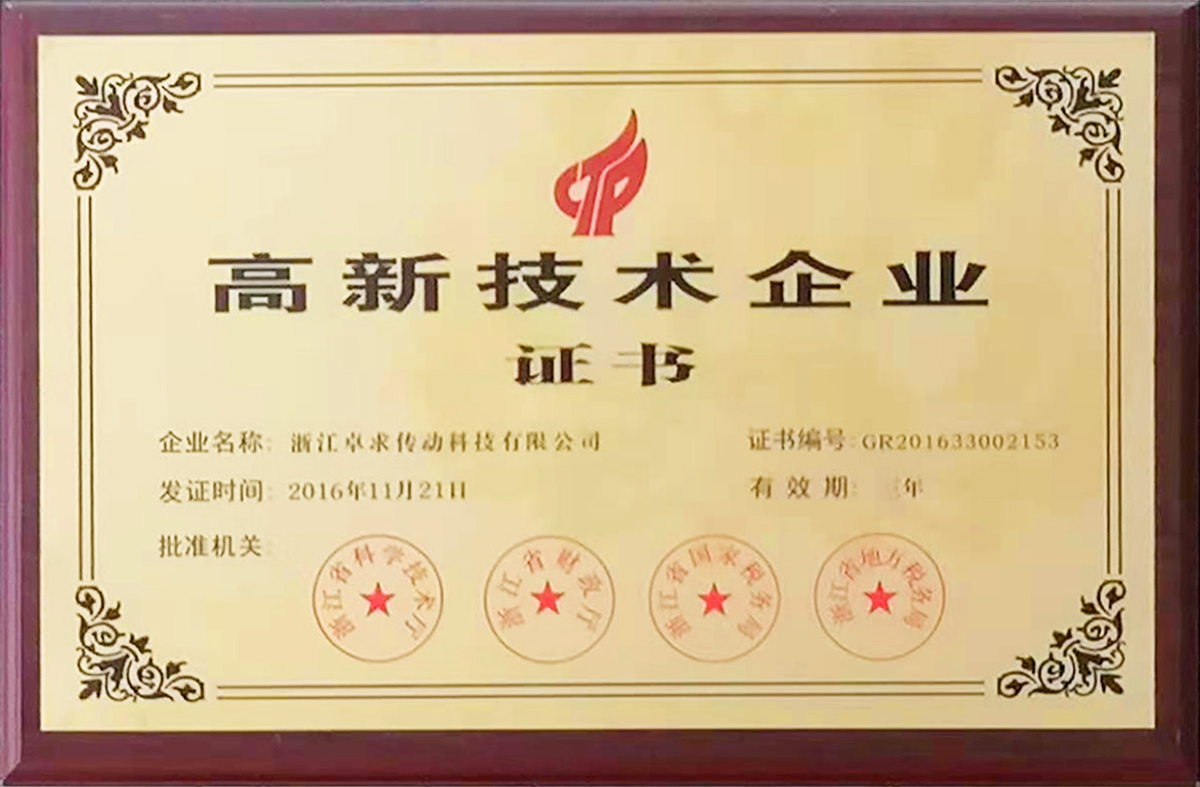 CTP
高新技术企业
证书
企业名称: 浙江卓求传动科技有限公司 证书编号: GR201633002153
发证时间: 2016年11月21日 有效期: 三年
批准机关:
浙江省科学技术厅 浙江省财政厅 浙江省国家税务局 浙江省地方税务局